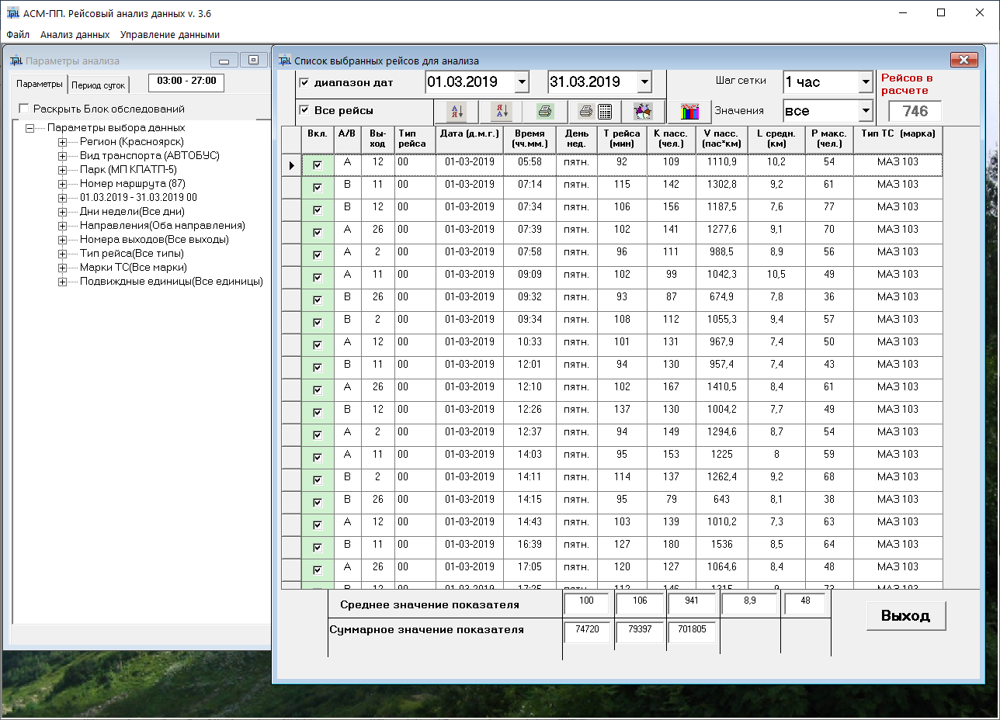 АСМ-ПП. Рейсовый анализ данных v. 3.6
Файл Анализ данных Управление данными
Параметры анализа
Параметры Период суток 03:00 - 27:00
Раскрыть Блок обследований
Параметры выбора данных
Регион (Красноярск)
Вид транспорта (АВТОБУС)
Парк (МП КПАТП-5)
Номер маршрута (87)
01.03.2019 - 31.03.2019 00
Дни недели(Все дни)
Направления(Оба направления)
Номера выходов(Все выходы)
Тип рейса(Все типы)
Марки ТС(Все марки)
Подвиждные единицы(Все единицы)
Список выбранных рейсов для анализа
диапазон дат 01.03.2019 31.03.2019 Шаг сетки 1 час Рейсов в расчете
Все рейсы Значения все 746
Вкл. А/В Вы-ход Тип рейса Дата (д.м.г.) Время (чч.мм.) День нед. Т рейса (мин) К пасс. (чел.) V пасс. (пас*км) L средн. (км) Р макс. (чел.) Тип ТС (марка)
А 12 00 01-03-2019 05:58 пятн. 92 109 1110,9 10,2 54 МАЗ 103
В 11 00 01-03-2019 07:14 пятн. 115 142 1302,8 9,2 61 МАЗ 103
В 12 00 01-03-2019 07:34 пятн. 106 156 1187,5 7,6 77 МАЗ 103
А 26 00 01-03-2019 07:39 пятн. 102 141 1277,6 9,1 70 МАЗ 103
А 2 00 01-03-2019 07:58 пятн. 96 111 988,5 8,9 56 МАЗ 103
А 11 00 01-03-2019 09:09 пятн. 102 99 1042,3 10,5 49 МАЗ 103
В 26 00 01-03-2019 09:32 пятн. 93 87 674,9 7,8 36 МАЗ 103
В 2 00 01-03-2019 09:34 пятн. 108 112 1055,3 9,4 57 МАЗ 103
А 12 00 01-03-2019 10:33 пятн. 101 131 967,9 7,4 50 МАЗ 103
В 11 00 01-03-2019 12:01 пятн. 94 130 957,4 7,4 43 МАЗ 103
А 26 00 01-03-2019 12:10 пятн. 102 167 1410,5 8,4 61 МАЗ 103
В 12 00 01-03-2019 12:26 пятн. 137 130 1004,2 7,7 49 МАЗ 103
А 2 00 01-03-2019 12:37 пятн. 94 149 1294,6 8,7 54 МАЗ 103
А 11 00 01-03-2019 14:03 пятн. 95 153 1225 8 59 МАЗ 103
В 2 00 01-03-2019 14:11 пятн. 114 137 1262,4 9,2 68 МАЗ 103
В 26 00 01-03-2019 14:15 пятн. 95 79 643 8,1 38 МАЗ 103
А 12 00 01-03-2019 14:43 пятн. 103 139 1010,2 7,3 63 МАЗ 103
В 11 00 01-03-2019 16:39 пятн. 127 180 1536 8,5 64 МАЗ 103
А 26 00 01-03-2019 17:05 пятн. 120 127 1064,6 8,4 48 МАЗ 103
Среднее значение показателя 100 106 941 8,9 48
Суммарное значение показателя 74720 79397 701805
Выход